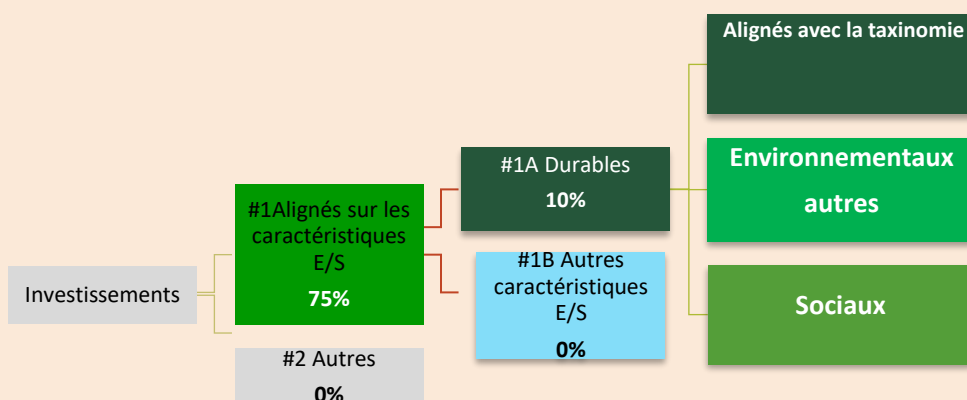 Investissements
#1Alignés sur les
caractéristiques
E/S
75%
#2 Autres
0%
#1A Durables
10%
#1B Autres
caractéristiques
E/S
0%
Alignés avec la taxinomie
Environnementaux
autres
Sociaux